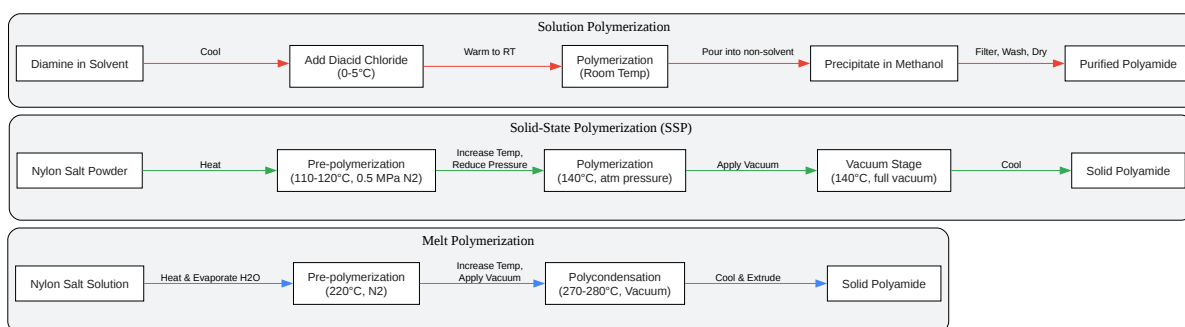 Solution Polymerization
Diamine in Solvent
Cool
Add Diacid Chloride
(0-5°C)
Warm to RT
Polymerization
(Room Temp)
Pour into non-solvent
Precipitate in Methanol
Filter, Wash, Dry
Purified Polyamide
Solid-State Polymerization (SSP)
Nylon Salt Powder
Heat
Pre-polymerization
(110-120°C, 0.5 MPa N2)
Increase Temp,
Reduce Pressure
Polymerization
(140°C, atm pressure)
Apply Vacuum
Vacuum Stage
(140°C, full vacuum)
Cool
Solid Polyamide
Melt Polymerization
Nylon Salt Solution
Heat & Evaporate H2O
Pre-polymerization
(220°C, N2)
Increase Temp,
Apply Vacuum
Polycondensation
(270-280°C, Vacuum)
Cool & Extrude
Solid Polyamide